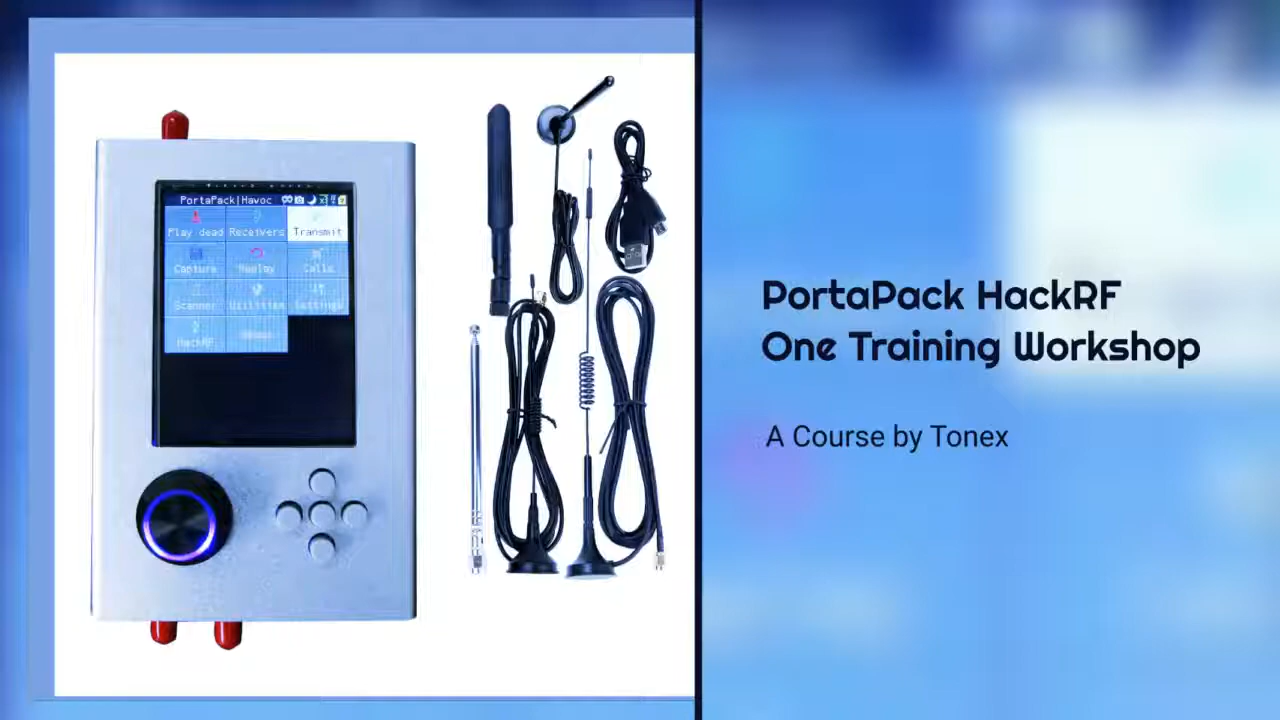 PortaPack|Havoc
Play dead Receivers Transmit
Capture Replay Calls
Scanner Utilities Settings
HackRF
PortaPack HackRF
One Training Workshop
A Course by Tonex